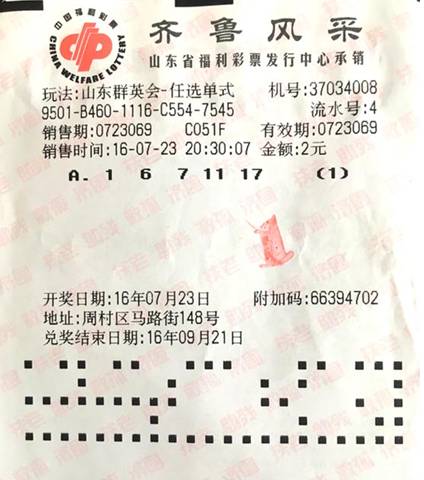 中国福利彩票
CHINA WELFARE LOTTERY
齐鲁风采
山东省福利彩票发行中心承销
玩法:山东群英会-任选单式 机号:37034008
9501-B460-1116-C554-7545 流水号:4
销售期:0723069 C051F 有效期:0723069
销售时间:16-07-23 20:30:07 金额:2元
A. 1 6 7 11 17 (1)
开奖日期:16年07月23日 附加码:66394702
地址:周村区马路街148号
兑奖结束日期:16年09月21日